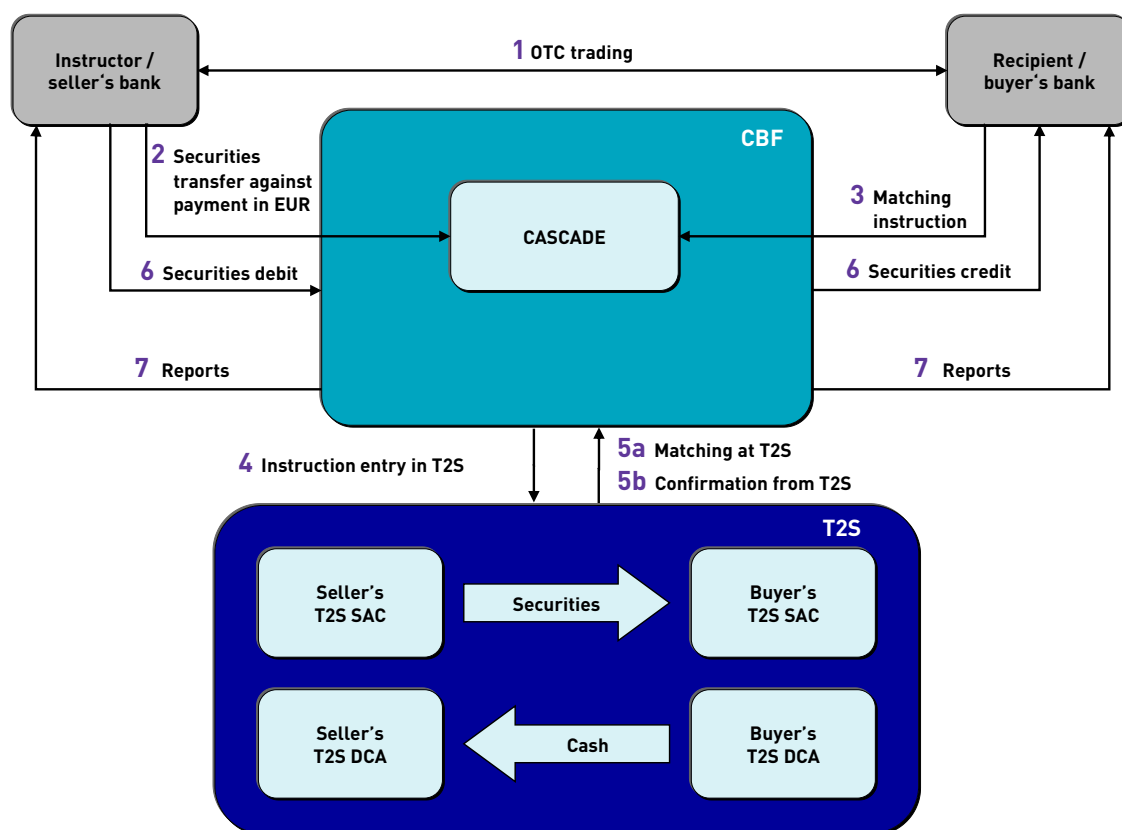 Instructor /
seller‘s bank
1 OTC trading
Recipient /
buyer‘s bank
CBF
2 Securities
transfer against
payment in EUR
CASCADE
3 Matching
instruction
6 Securities debit
6 Securities credit
7 Reports
7 Reports
4 Instruction entry in T2S
5a Matching at T2S
5b Confirmation from T2S
T2S
Seller’s
T2S SAC
Securities
Buyer’s
T2S SAC
Seller’s
T2S DCA
Cash
Buyer’s
T2S DCA